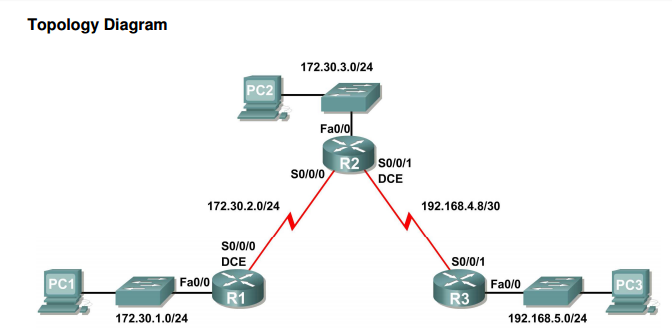 Topology Diagram
172.30.3.0/24
PC2
Fa0/0
R2
S0/0/0
S0/0/1
DCE
172.30.2.0/24
192.168.4.8/30
S0/0/0
DCE
S0/0/1
PC1
Fa0/0
R1
R3
Fa0/0
PC3
172.30.1.0/24
192.168.5.0/24